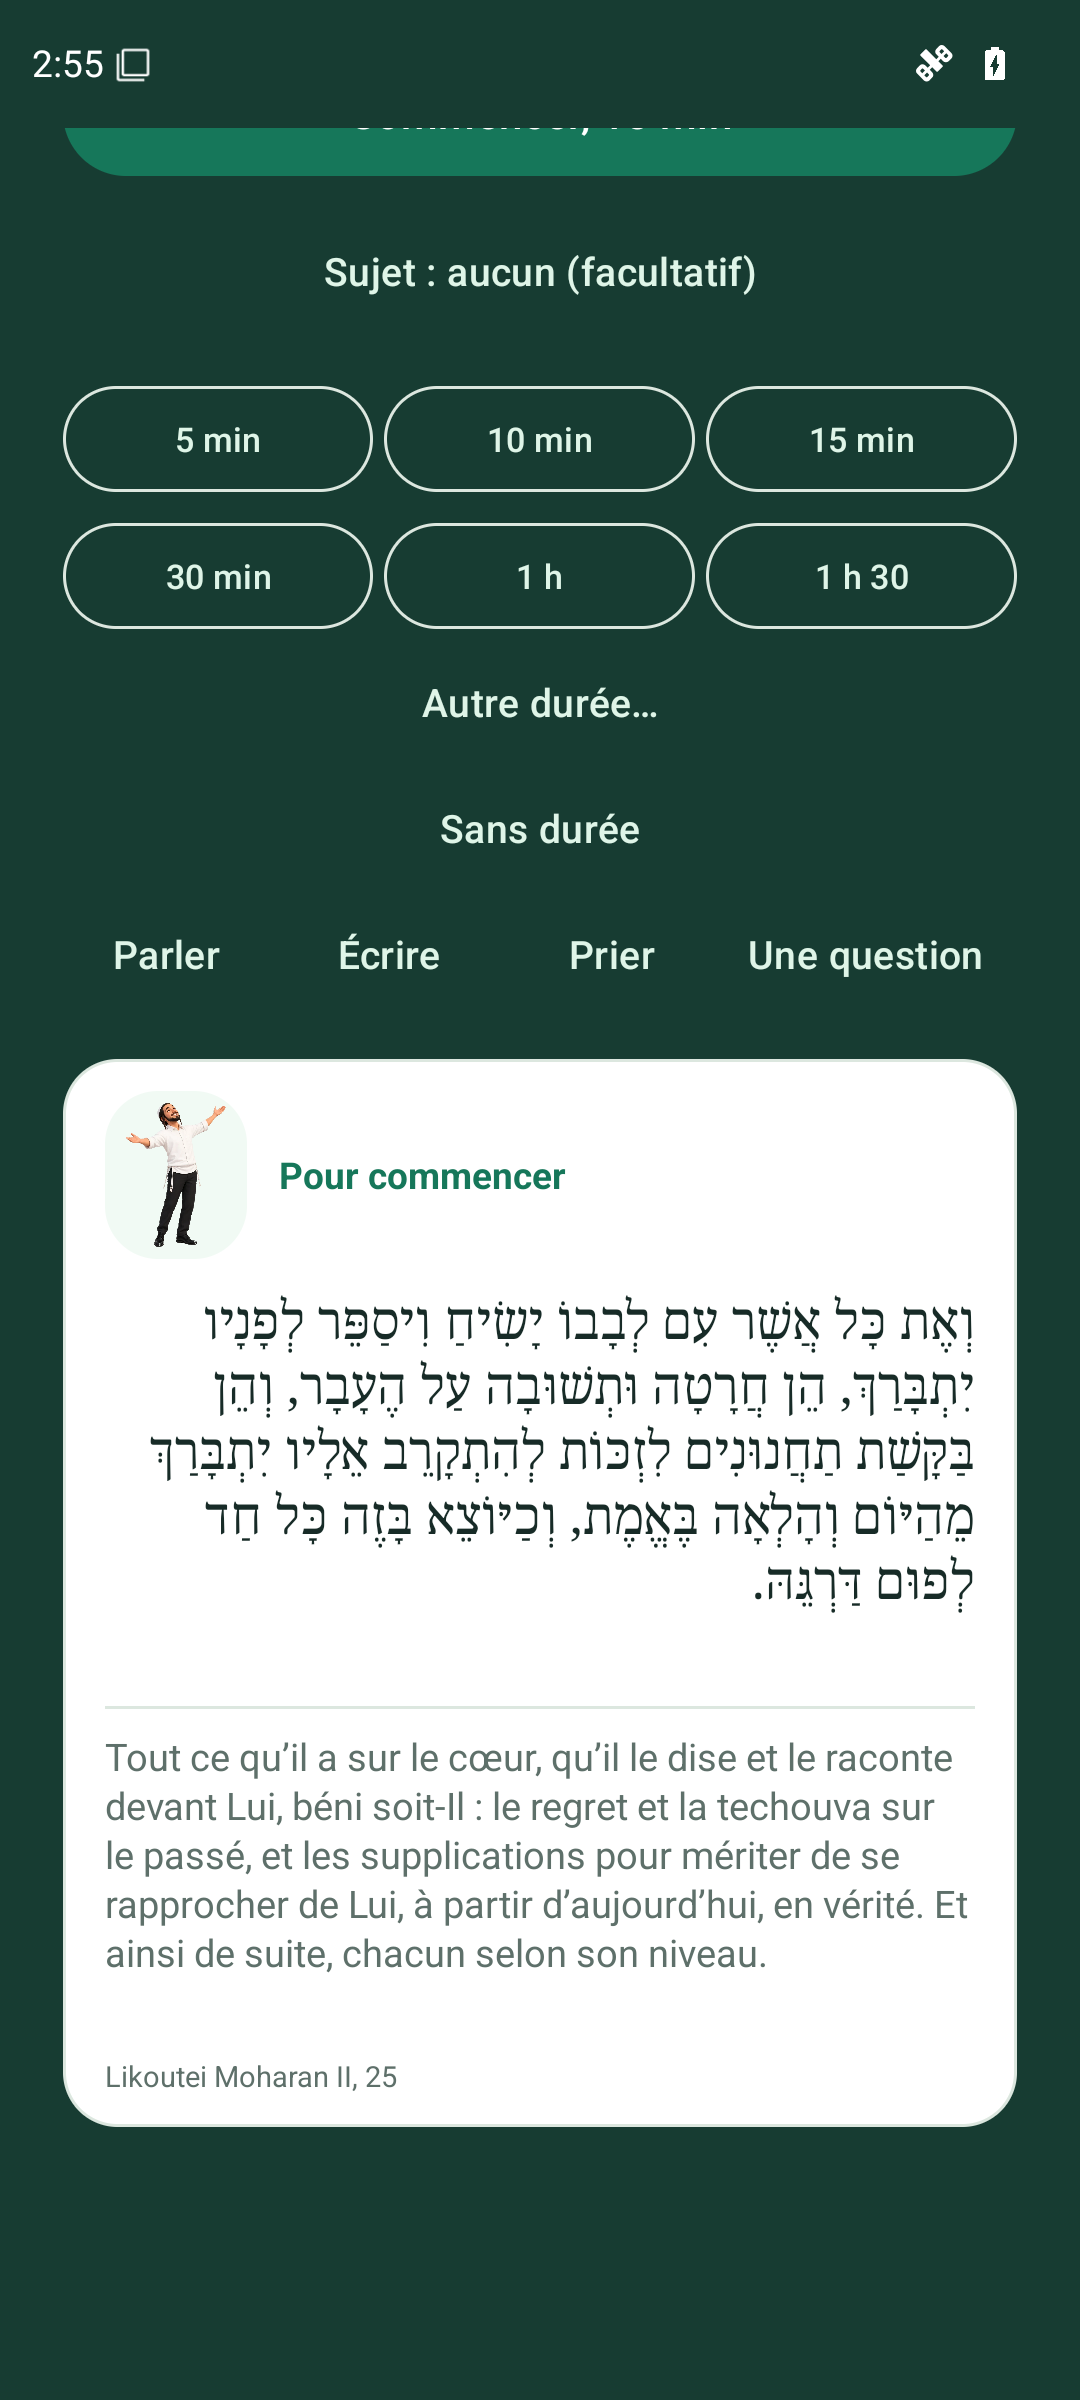 2:55
Sujet : aucun (facultatif)
5 min
10 min
15 min
30 min
1 h
1 h 30
Autre durée…
Sans durée
Parler
Écrire
Prier
Une question
Pour commencer
וְאֶת כָּל אֲשֶׁר עִם לְבָבוֹ יָשִׂיחַ וִיסַפֵּר לְפָנָיו
יִתְבָּרַךְ, הֵן חֲרָטָה וּתְשׁוּבָה עַל הֶעָבָר, וְהֵן
בַּקָּשַׁת תַּחֲנוּנִים לִזְכּוֹת לְהִתְקָרֵב אֵלָיו יִתְבָּרַךְ
מֵהַיּוֹם וְהָלְאָה בֶּאֱמֶת, וְכַיּוֹצֵא בָּזֶה כָּל חַד
לְפוּם דַּרְגֵּהּ.
Tout ce qu’il a sur le cœur, qu’il le dise et le raconte
devant Lui, béni soit-Il : le regret et la techouva sur
le passé, et les supplications pour mériter de se
rapprocher de Lui, à partir d’aujourd’hui, en vérité. Et
ainsi de suite, chacun selon son niveau.
Likoutei Moharan II, 25